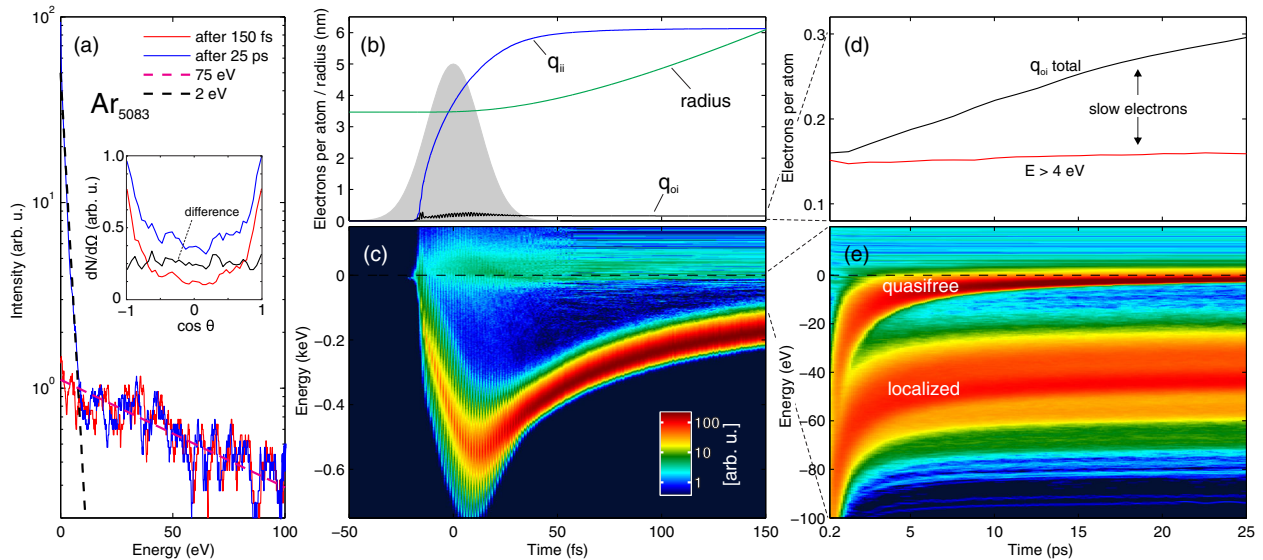 (a)
after 150 fs
after 25 ps
75 eV
2 eV
Ar5083
10²
10¹
10⁰
Intensity (arb. u.)
0
50
100
Energy (eV)
1.0
0.5
0
dN/dΩ (arb. u.)
difference
−1
0
1
cos θ
(b)
6
5
4
3
2
1
0
Electrons per atom / radius (nm)
qii
radius
qoi
(c)
0
−0.2
−0.4
−0.6
Energy (keV)
100
10
1
[arb. u.]
−50
0
50
100
150
Time (fs)
(d)
0.3
0.2
0.1
Electrons per atom
qoi total
slow electrons
E > 4 eV
(e)
0
−20
−40
−60
−80
−100
Energy (eV)
quasifree
localized
0.2
5
10
15
20
25
Time (ps)